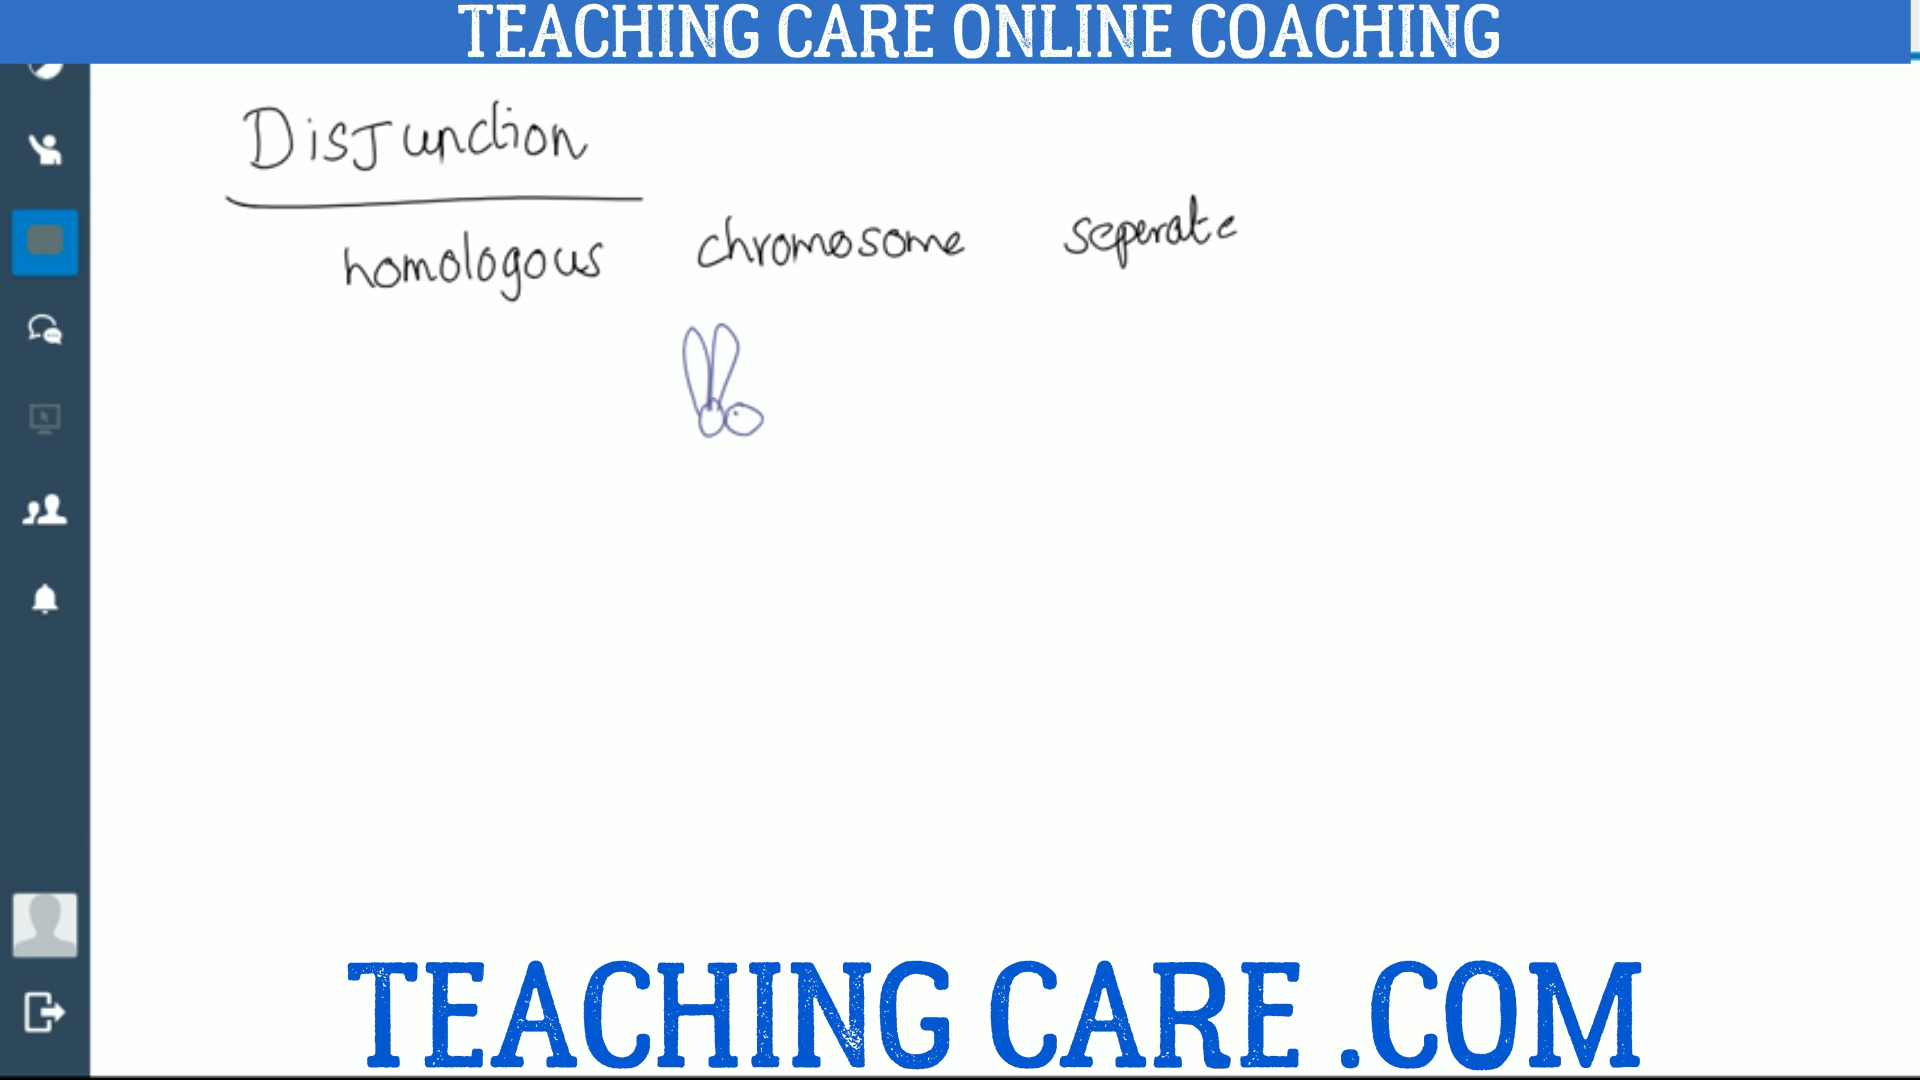 TEACHING CARE ONLINE COACHING
DisJunction
homologous chromosome seperate
TEACHING CARE .COM